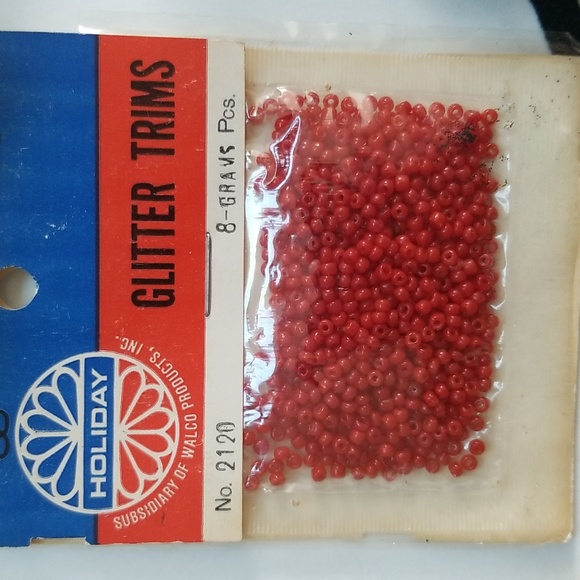 HOLIDAY
SUBSIDIARY OF WALCO PRODUCTS, INC.
GLITTER TRIMS
No. 2120 8-GRAMS Pcs.